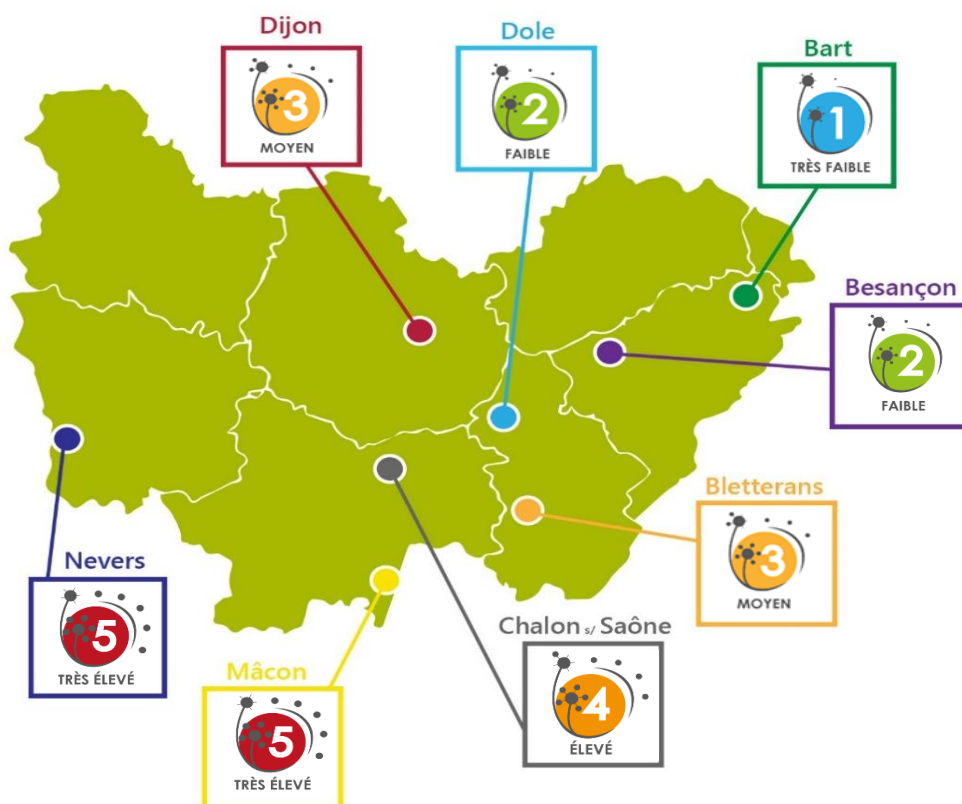 Dijon
3
MOYEN
Dole
2
FAIBLE
Bart
1
TRÈS FAIBLE
Besançon
2
FAIBLE
Bletterans
3
MOYEN
Nevers
5
TRÈS ÉLEVÉ
Mâcon
5
TRÈS ÉLEVÉ
Chalon s/ Saône
4
ÉLEVÉ